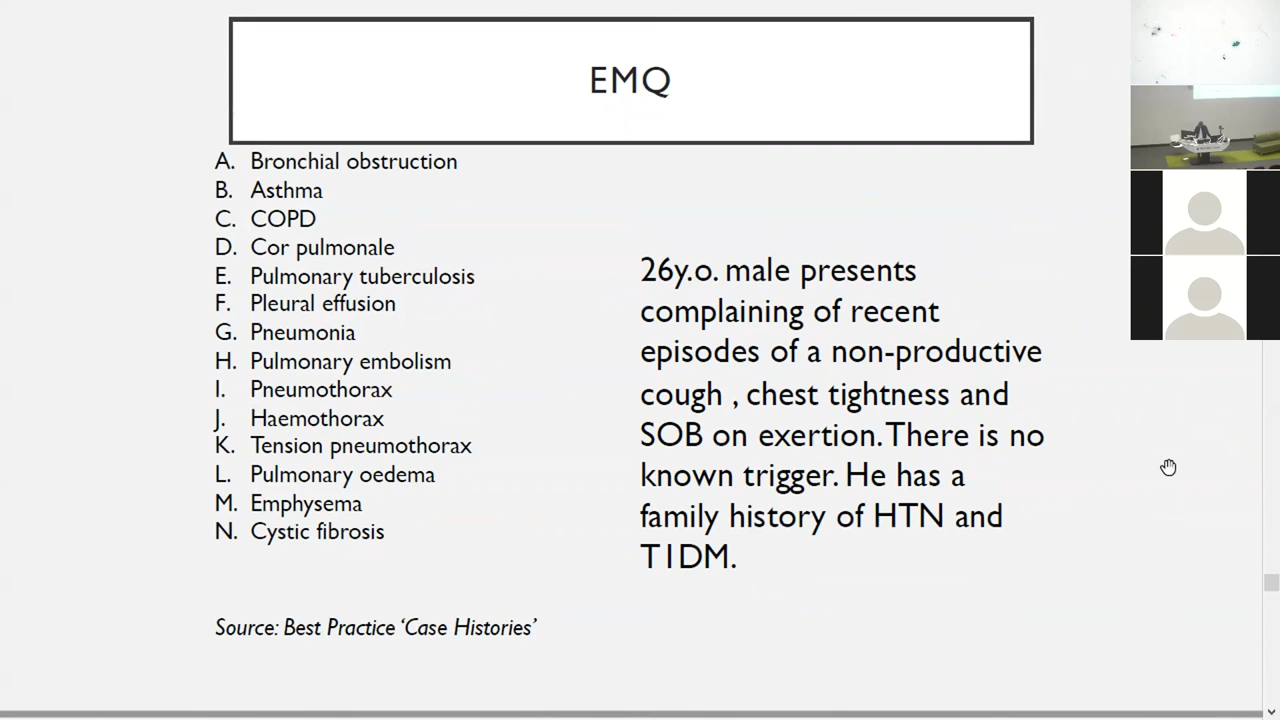 EMQ
A. Bronchial obstruction
B. Asthma
C. COPD
D. Cor pulmonale
E. Pulmonary tuberculosis
F. Pleural effusion
G. Pneumonia
H. Pulmonary embolism
I. Pneumothorax
J. Haemothorax
K. Tension pneumothorax
L. Pulmonary oedema
M. Emphysema
N. Cystic fibrosis
26y.o. male presents
complaining of recent
episodes of a non-productive
cough , chest tightness and
SOB on exertion. There is no
known trigger. He has a
family history of HTN and
T1DM.
Source: Best Practice ‘Case Histories’